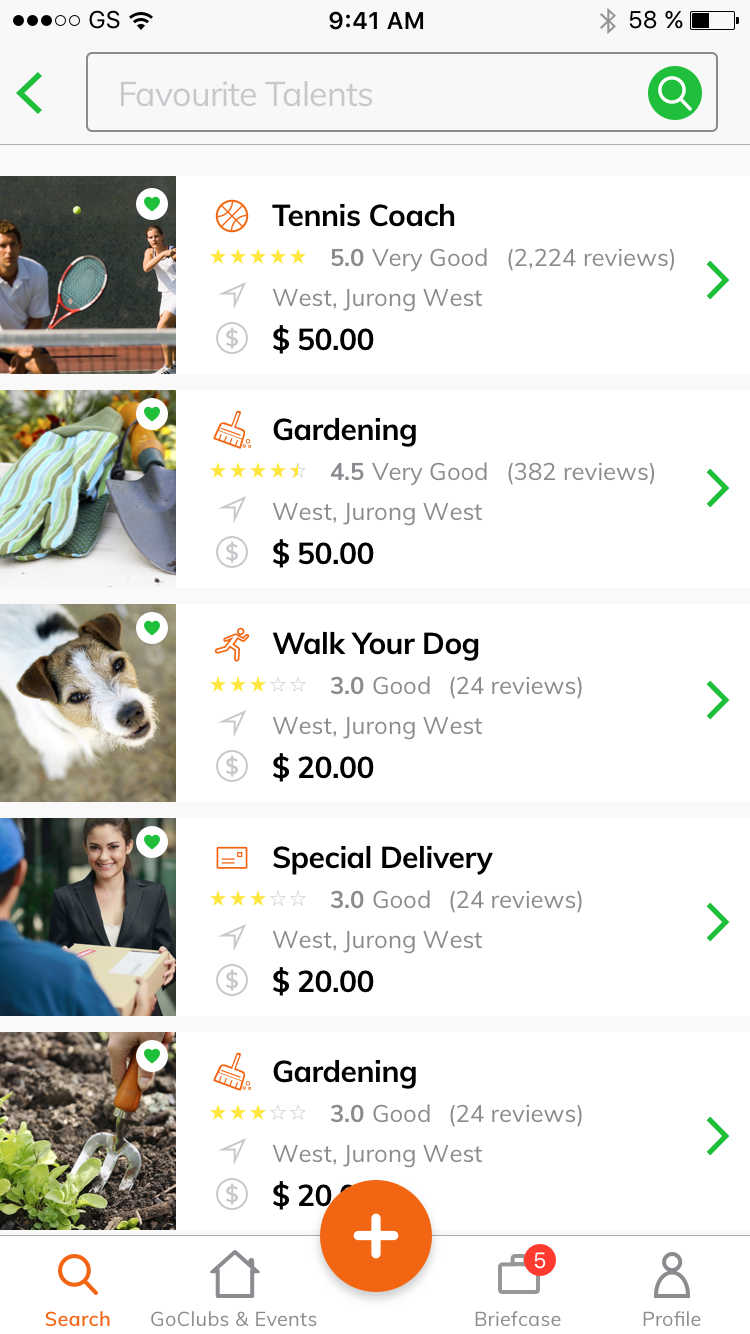 GS 9:41 AM 58 %
Favourite Talents
Tennis Coach
5.0 Very Good (2,224 reviews)
West, Jurong West
$ 50.00
Gardening
4.5 Very Good (382 reviews)
West, Jurong West
$ 50.00
Walk Your Dog
3.0 Good (24 reviews)
West, Jurong West
$ 20.00
Special Delivery
3.0 Good (24 reviews)
West, Jurong West
$ 20.00
Gardening
3.0 Good (24 reviews)
West, Jurong West
$ 20
5
Search GoClubs & Events Briefcase Profile